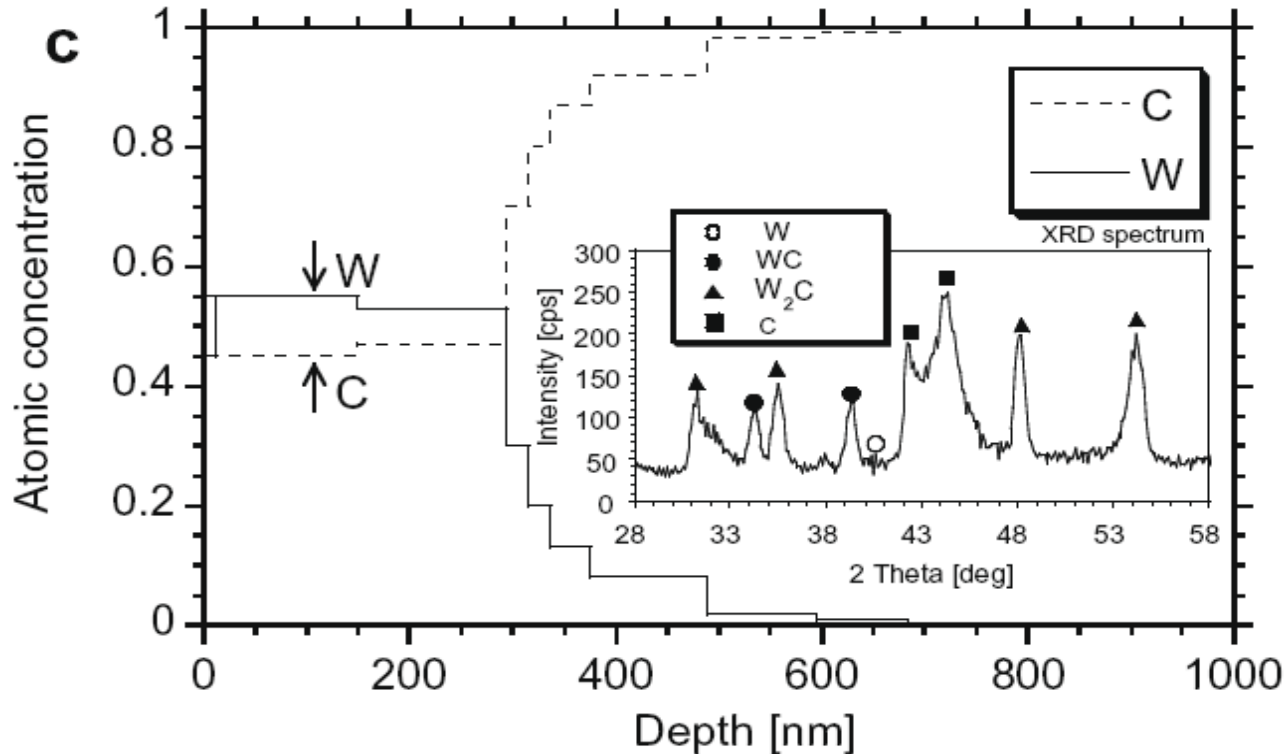 c
Atomic concentration
1
0.8
0.6
0.4
0.2
0
W
C
C
W
XRD spectrum
W
WC
W₂C
C
Intensity [cps]
300
250
200
150
100
50
0
28 33 38 43 48 53 58
2 Theta [deg]
0 200 400 600 800 1000
Depth [nm]